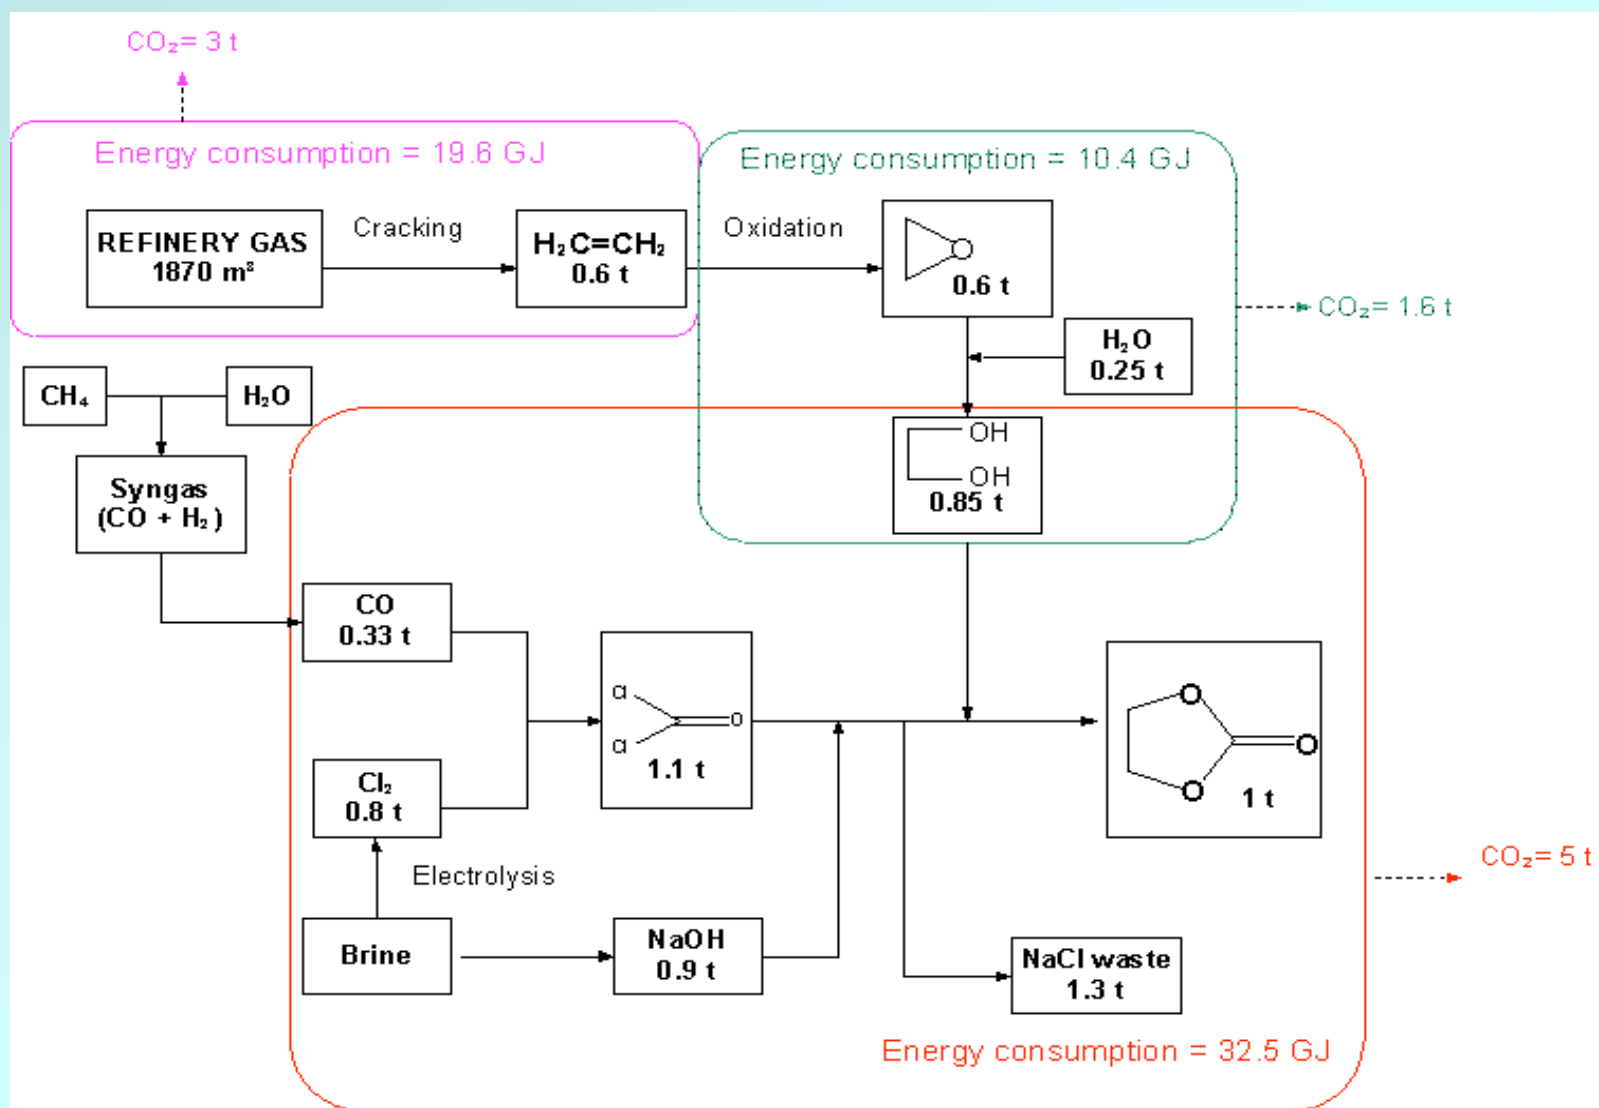 CO₂= 3 t
Energy consumption = 19.6 GJ
Energy consumption = 10.4 GJ
REFINERY GAS
1870 m³
Cracking
H₂C=CH₂
0.6 t
Oxidation
O
0.6 t
CO₂= 1.6 t
H₂O
0.25 t
CH₄
H₂O
OH
OH
0.85 t
Syngas
(CO + H₂)
CO
0.33 t
Cl
Cl
O
1.1 t
O
O
O
1 t
Cl₂
0.8 t
Electrolysis
CO₂= 5 t
Brine
NaOH
0.9 t
NaCl waste
1.3 t
Energy consumption = 32.5 GJ